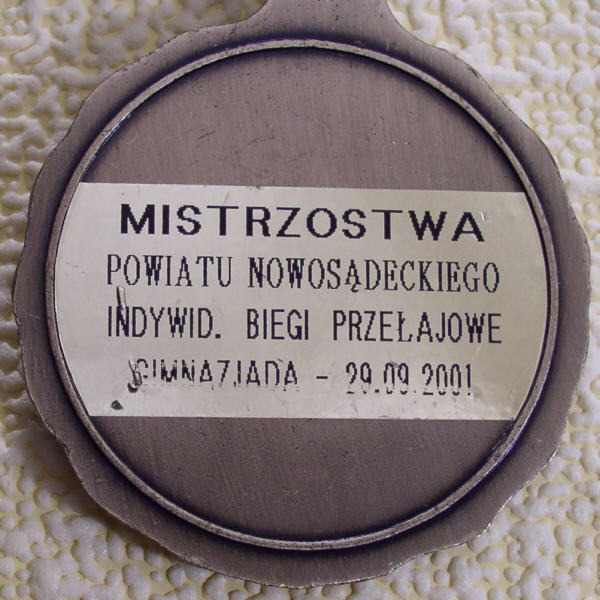 MISTRZOSTWA
POWIATU NOWOSĄDECKIEGO
INDYWID. BIEGI PRZEŁAJOWE
GIMNAZJADA - 29.09.2001